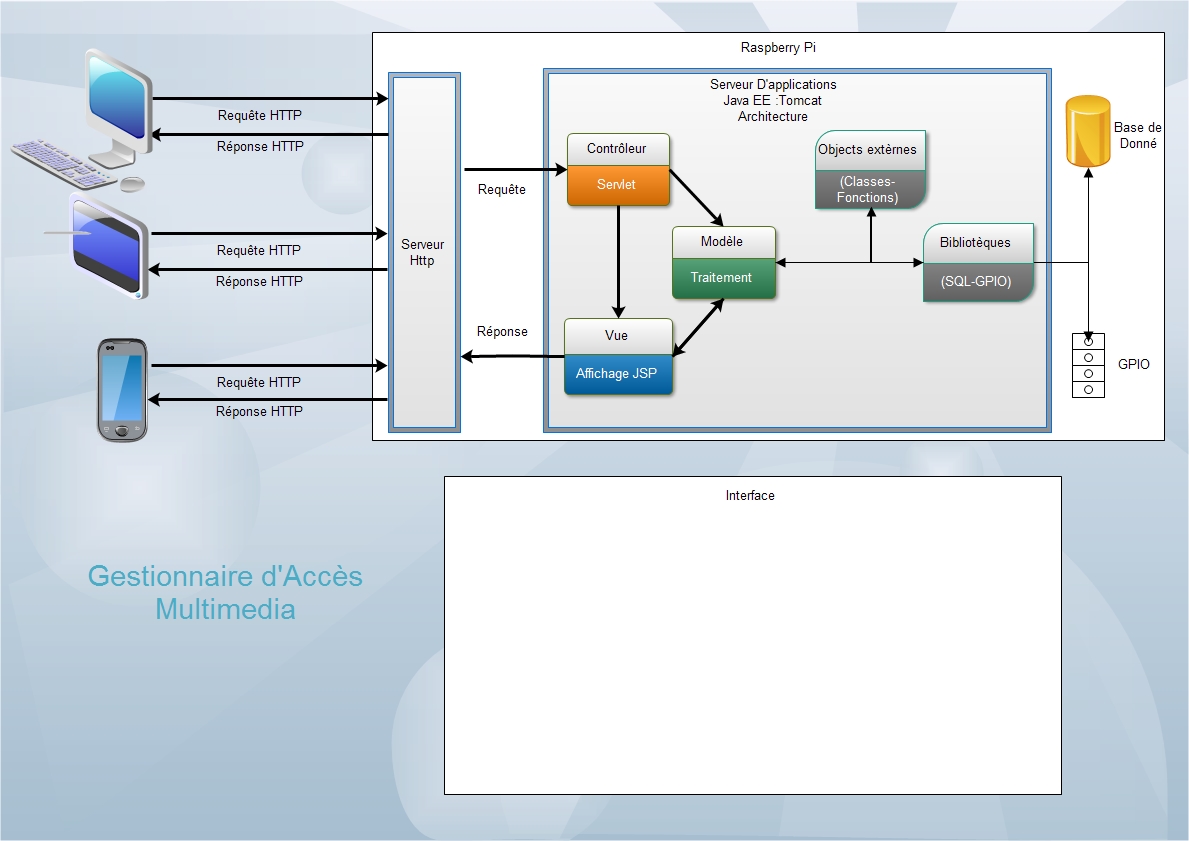 Raspberry Pi
Requête HTTP
Réponse HTTP
Requête HTTP
Réponse HTTP
Requête HTTP
Réponse HTTP
Serveur
Http
Requête
Réponse
Serveur D'applications
Java EE :Tomcat
Architecture
Contrôleur
Servlet
Modèle
Traitement
Vue
Affichage JSP
Objects extèrnes
(Classes-
Fonctions)
Bibliotèques
(SQL-GPIO)
Base de
Donné
GPIO
Interface
Gestionnaire d'Accès
Multimedia